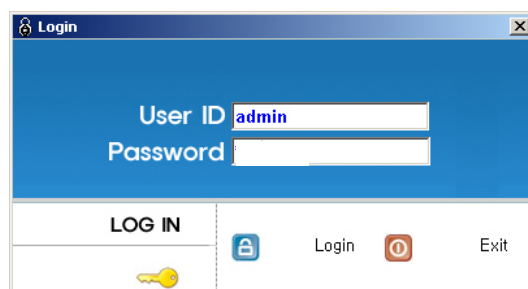 Login
User ID admin
Password
LOG IN
Login Exit